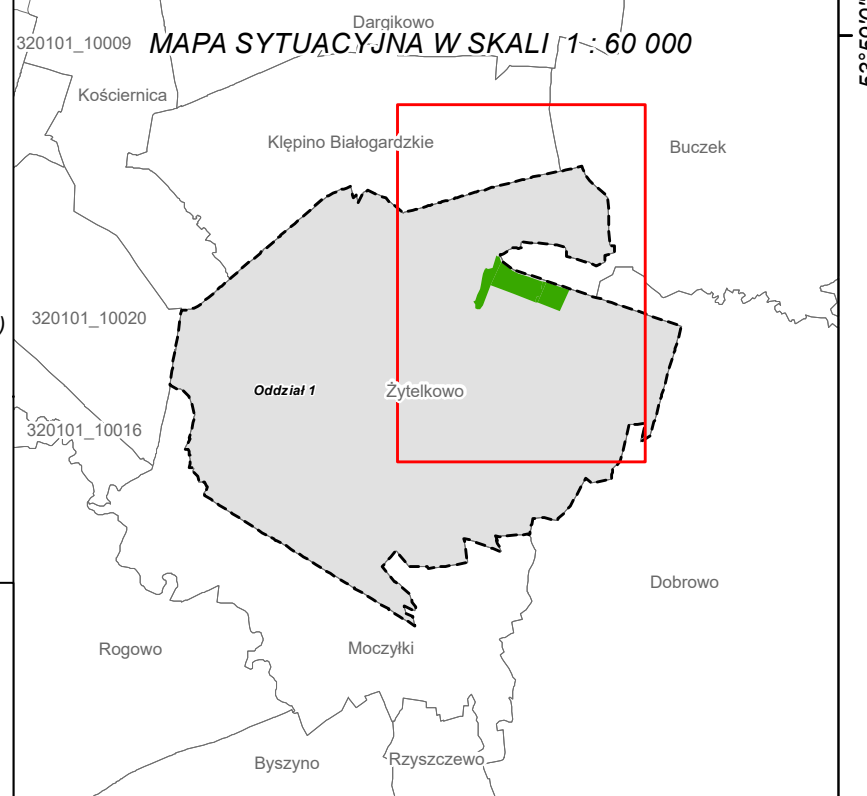 Dargikowo
320101_10009
MAPA SYTUACYJNA W SKALI 1 : 60 000
Kościernica
Klępino Białogardzkie
Buczek
320101_10020
)
Oddział 1
Żytelkowo
320101_10016
Dobrowo
Rogowo
Moczyłki
Byszyno
Rzyszczewo